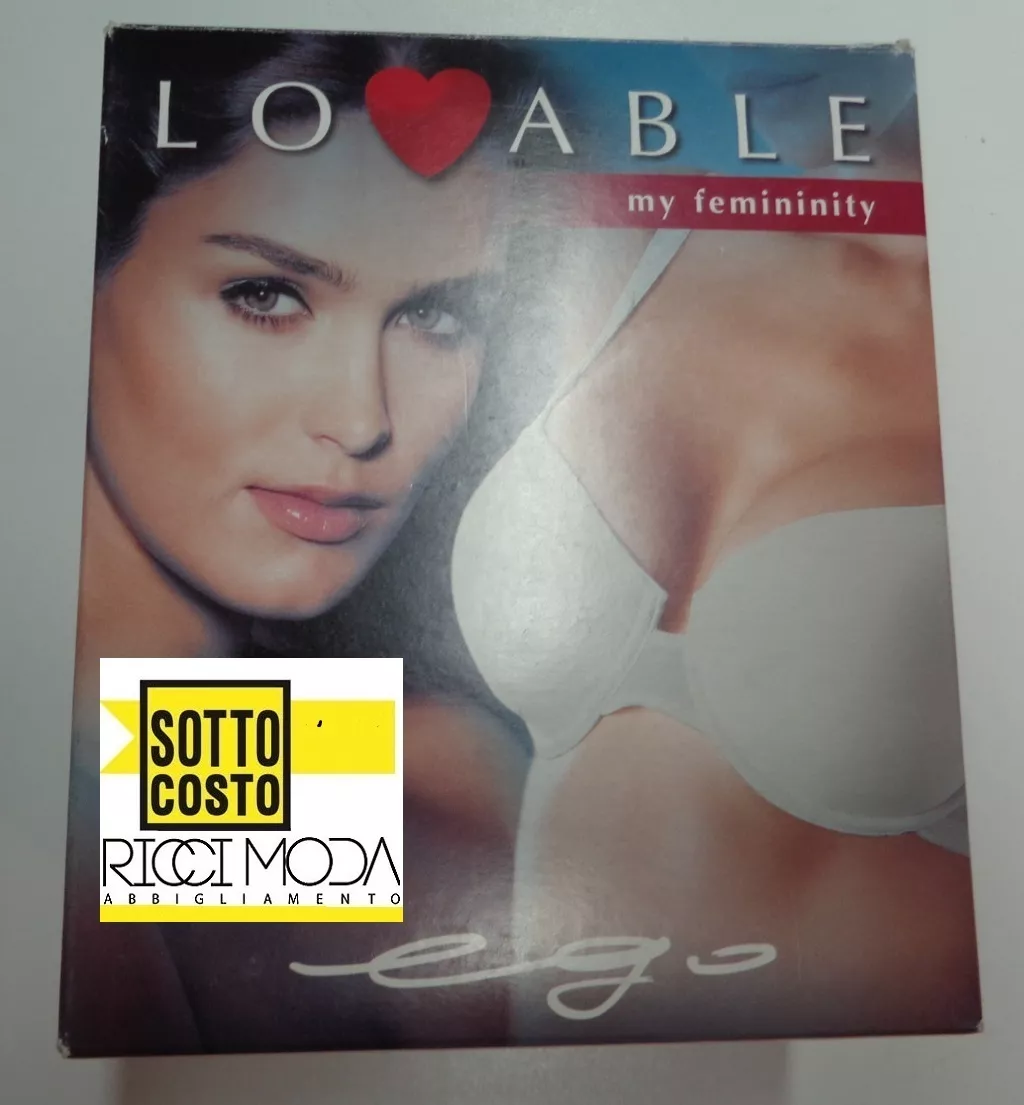 LO♥ABLE
my femininity
SOTTO
COSTO
RICCI MODA
ABBIGLIAMENTO
ego